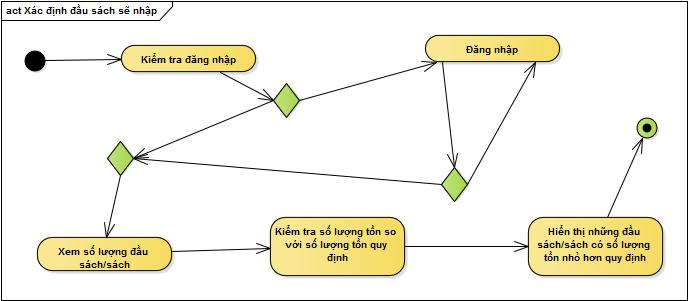 act Xác định đầu sách sẽ nhập
Kiểm tra đăng nhập
Đăng nhập
Xem số lượng đầu
sách/sách
Kiểm tra số lượng tồn so
với số lượng tồn quy
định
Hiển thị những đầu
sách/sách có số lượng
tồn nhỏ hơn quy định